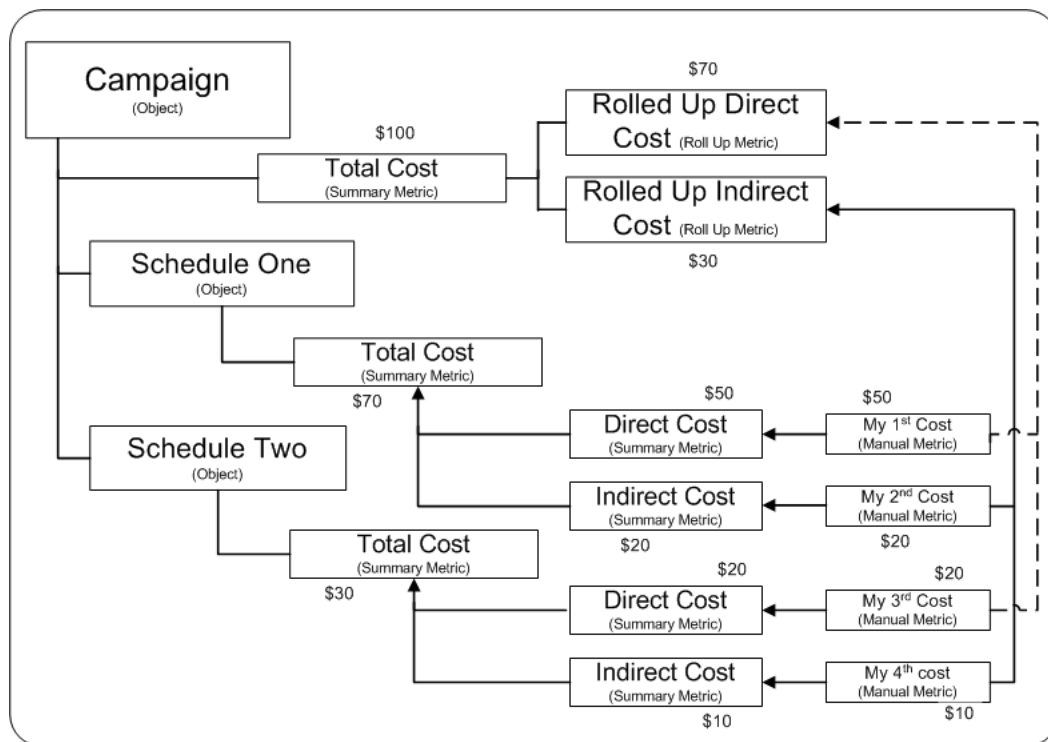 Campaign
(Object)
$100
Total Cost
(Summary Metric)
$70
Rolled Up Direct
Cost (Roll Up Metric)
Rolled Up Indirect
Cost (Roll Up Metric)
$30
Schedule One
(Object)
Total Cost
(Summary Metric)
$70
$50
Direct Cost
(Summary Metric)
$50
My 1st Cost
(Manual Metric)
Indirect Cost
(Summary Metric)
$20
My 2nd Cost
(Manual Metric)
$20
Schedule Two
(Object)
Total Cost
(Summary Metric)
$30
$20
Direct Cost
(Summary Metric)
$20
My 3rd Cost
(Manual Metric)
Indirect Cost
(Summary Metric)
$10
My 4th cost
(Manual Metric)
$10